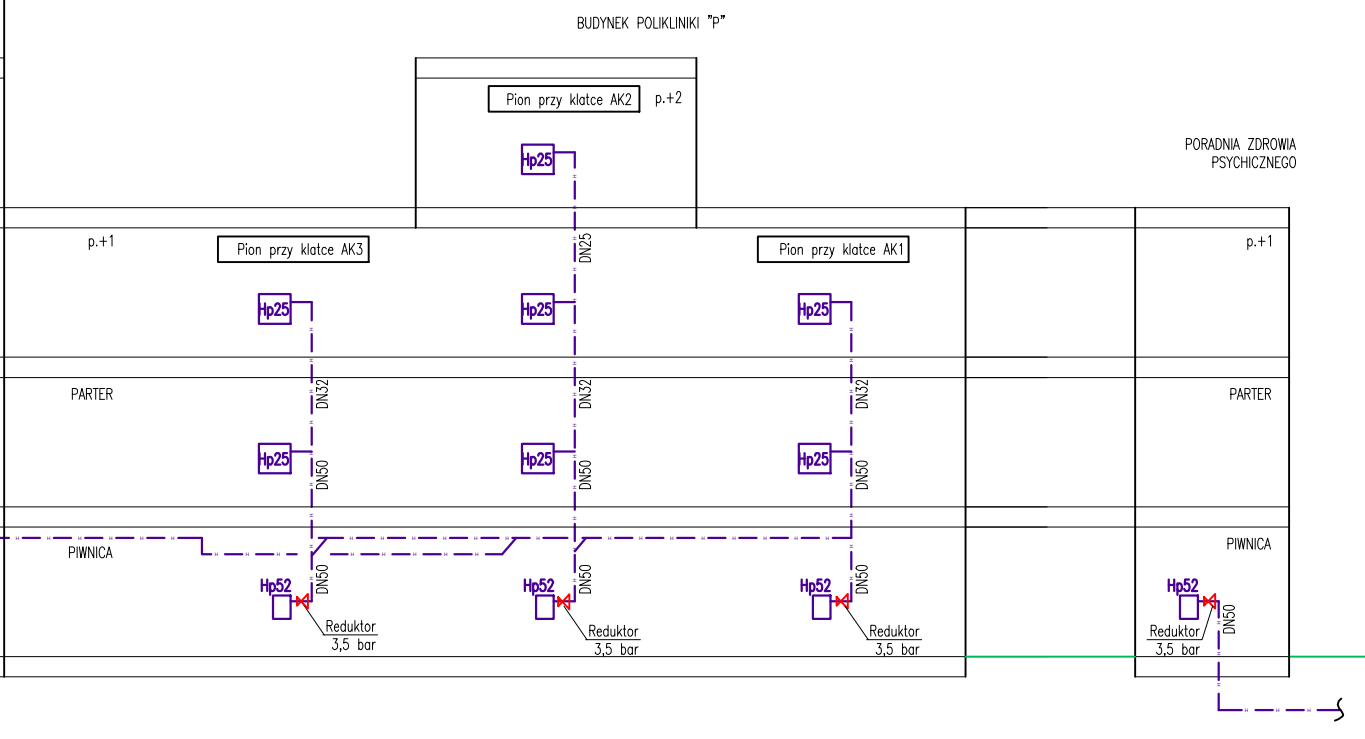 BUDYNEK POLIKLINIKI "P"
Pion przy klatce AK2
p.+2
Hp25
PORADNIA ZDROWIA
PSYCHICZNEGO
p.+1
Pion przy klatce AK3
DN25
Pion przy klatce AK1
p.+1
Hp25
Hp25
Hp25
PARTER
DN32
DN32
DN32
PARTER
Hp25
DN50
Hp25
DN50
Hp25
DN50
PIWNICA
PIWNICA
Hp52
DN50
Hp52
DN50
Hp52
DN50
Hp52
DN50
Reduktor
3,5 bar
Reduktor
3,5 bar
Reduktor
3,5 bar
Reduktor
3,5 bar